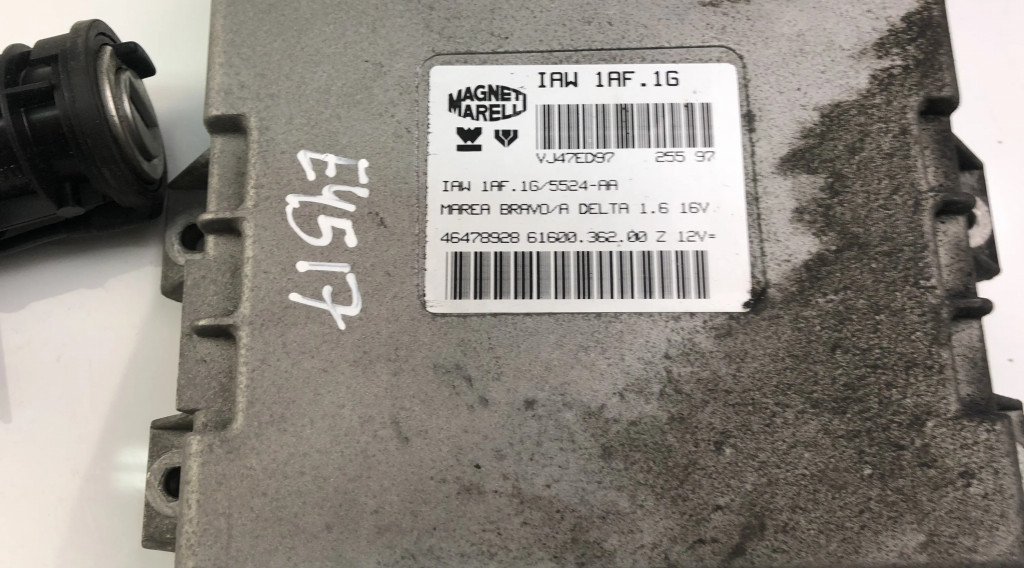 IAW 1AF.1G
MAGNETI
MARELLI
VJ47ED97 255 97
IAW 1AF.1G/5524-AA
MAREA BRAVO/A DELTA 1.6 16V
46478928 61600.362.00 Z 12V=
E4517